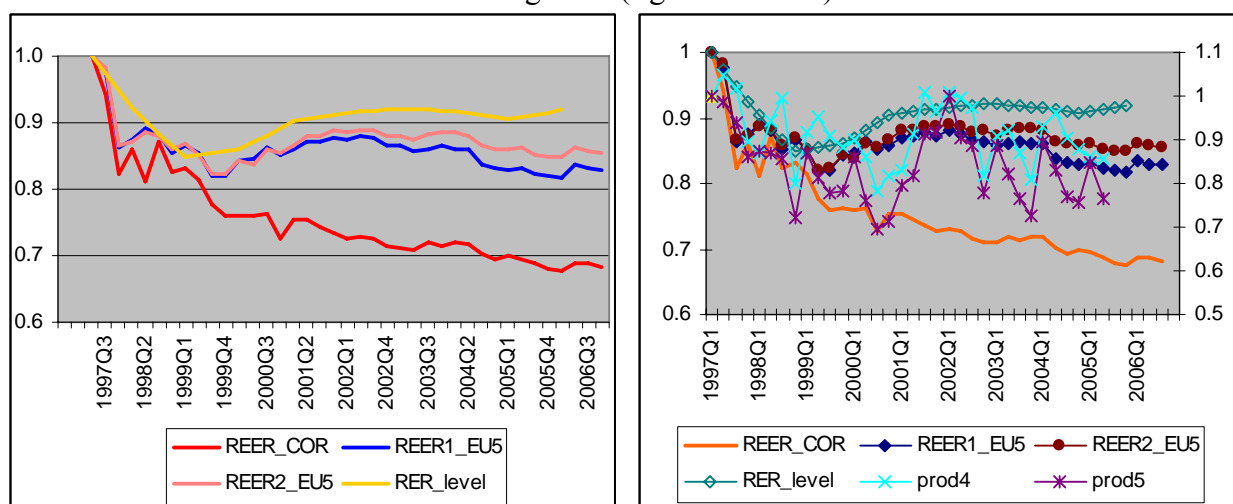 1.0
0.9
0.8
0.7
0.6
1997Q3
1998Q2
1999Q1
1999Q4
2000Q3
2001Q2
2002Q1
2002Q4
2003Q3
2004Q2
2005Q1
2005Q4
2006Q3
REER_COR REER1_EU5
REER2_EU5 RER_level
1
0.9
0.8
0.7
0.6
1.1
1
0.9
0.8
0.7
0.6
0.5
1997Q1
1998Q1
1999Q1
2000Q1
2001Q1
2002Q1
2003Q1
2004Q1
2005Q1
2006Q1
REER_COR REER1_EU5 REER2_EU5
RER_level prod4 prod5